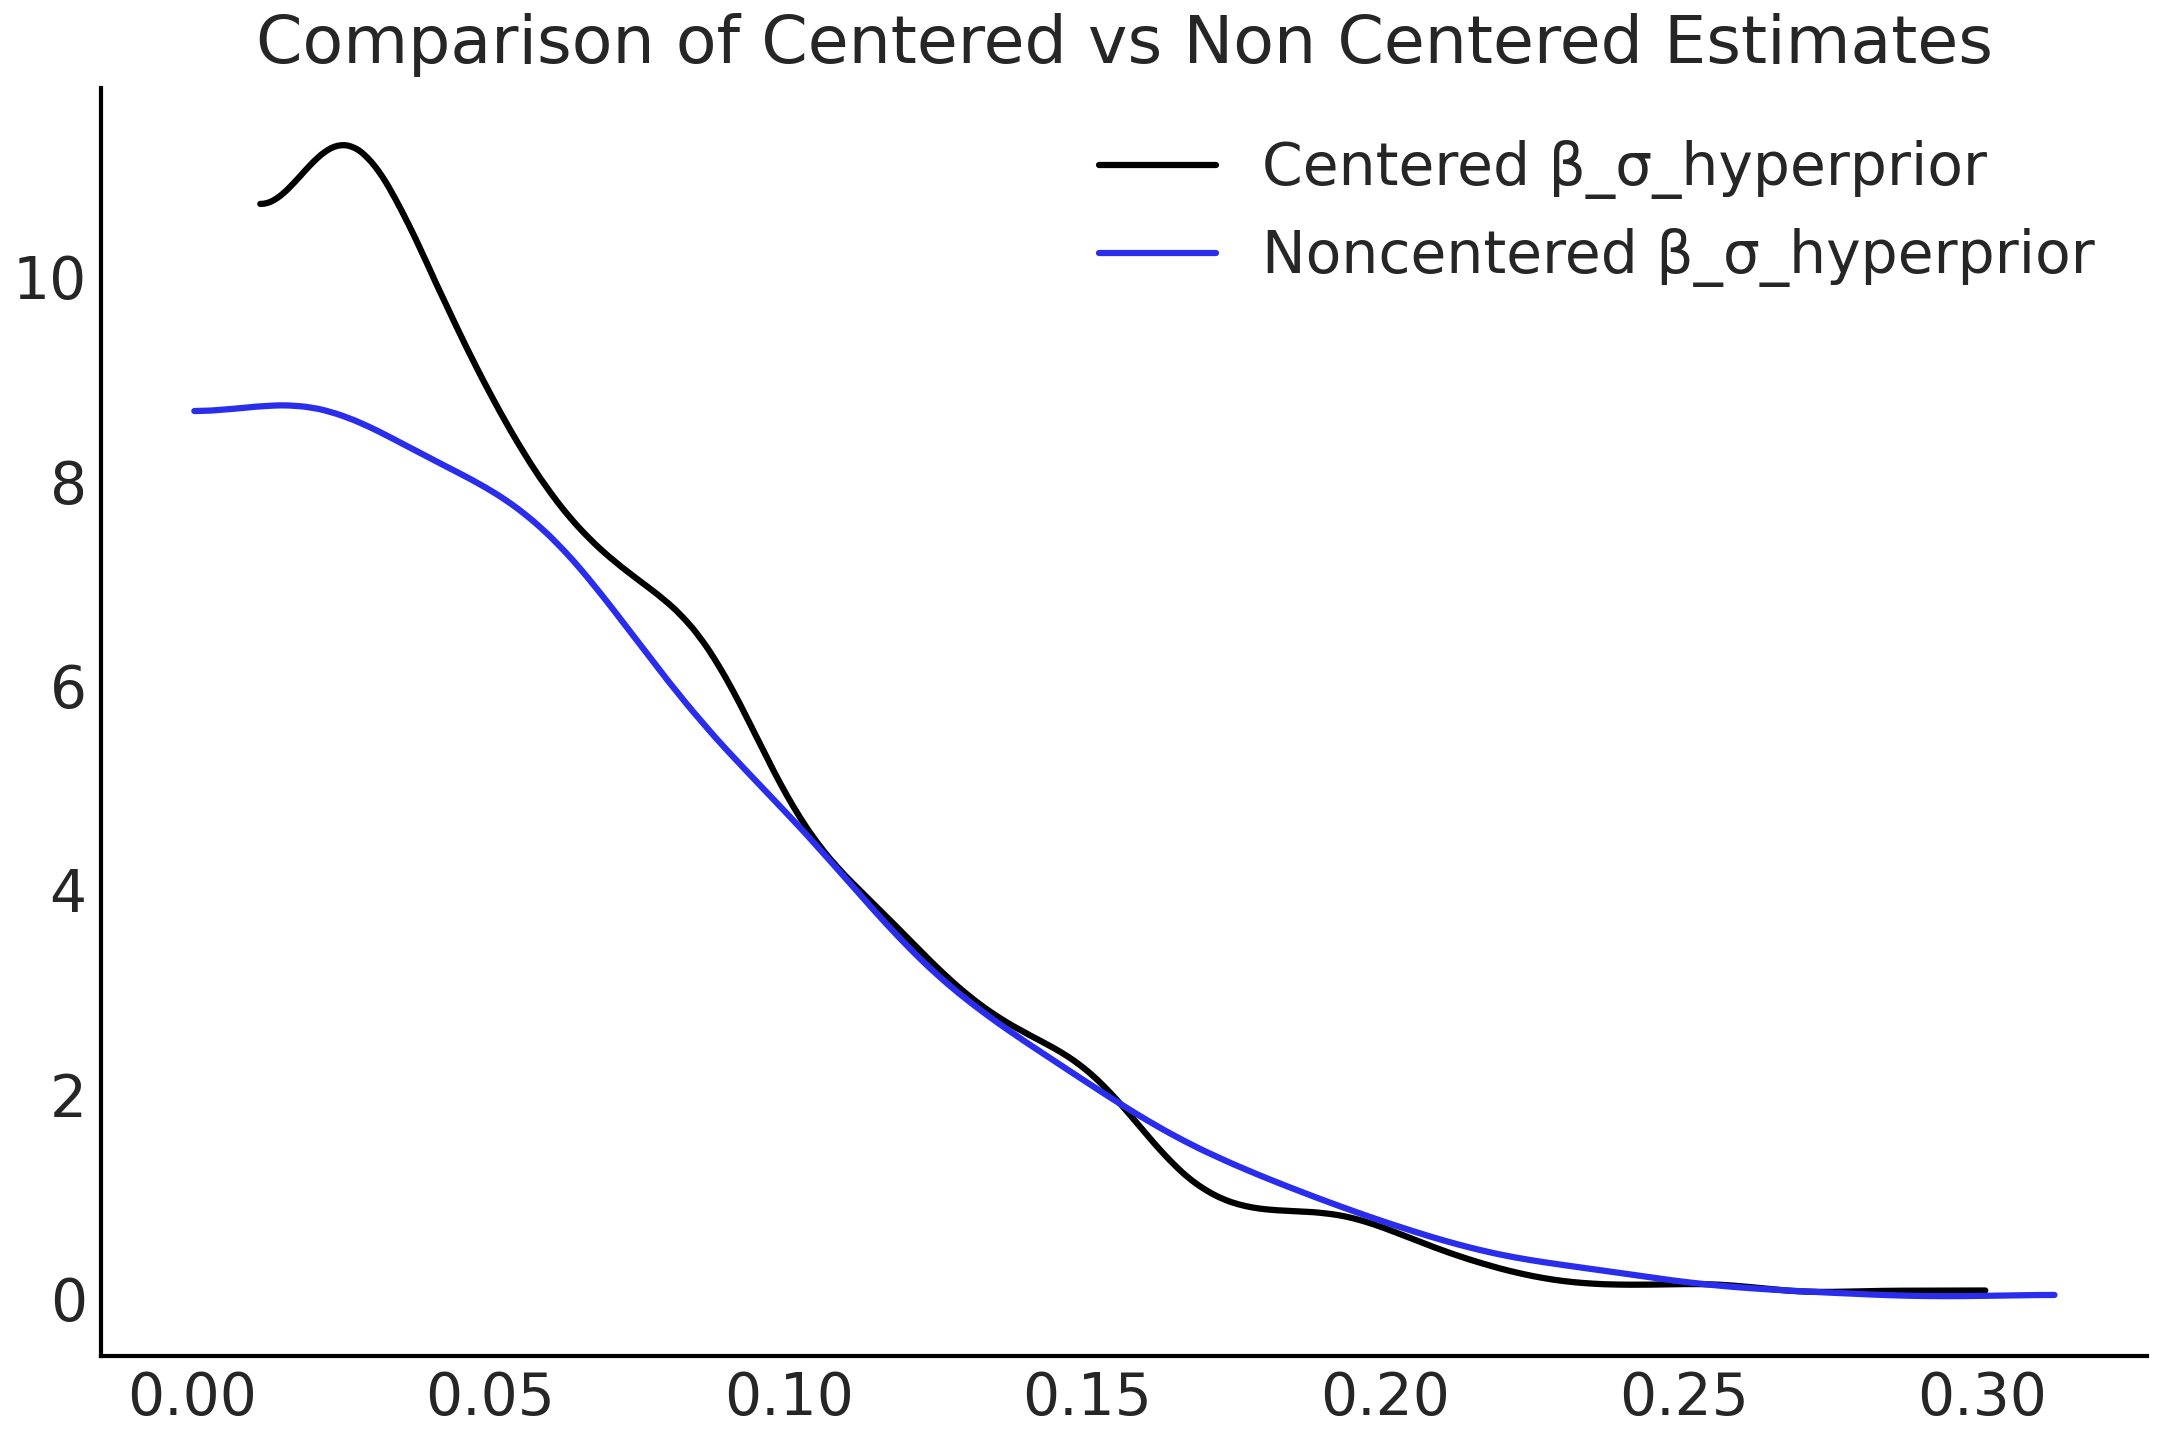 Comparison of Centered vs Non Centered Estimates
Centered β_σ_hyperprior
Noncentered β_σ_hyperprior
10
8
6
4
2
0
0.00 0.05 0.10 0.15 0.20 0.25 0.30